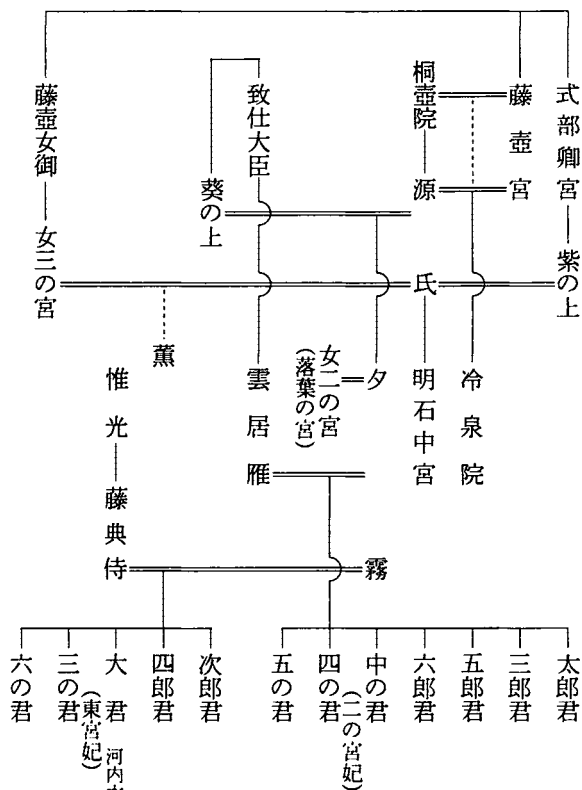 式部卿宮
紫の上
藤壺宮
桐壺院
源氏
冷泉院
明石中宮
致仕大臣
葵の上
夕霧
女二の宮
(落葉の宮)
雲居雁
藤壺女御
女三の宮
薫
惟光
藤典侍
太郎君
三郎君
五郎君
六郎君
中の君
(二の宮妃)
四の君
五の君
次郎君
四郎君
大君
(東宮妃)
河内
三の君
六の君